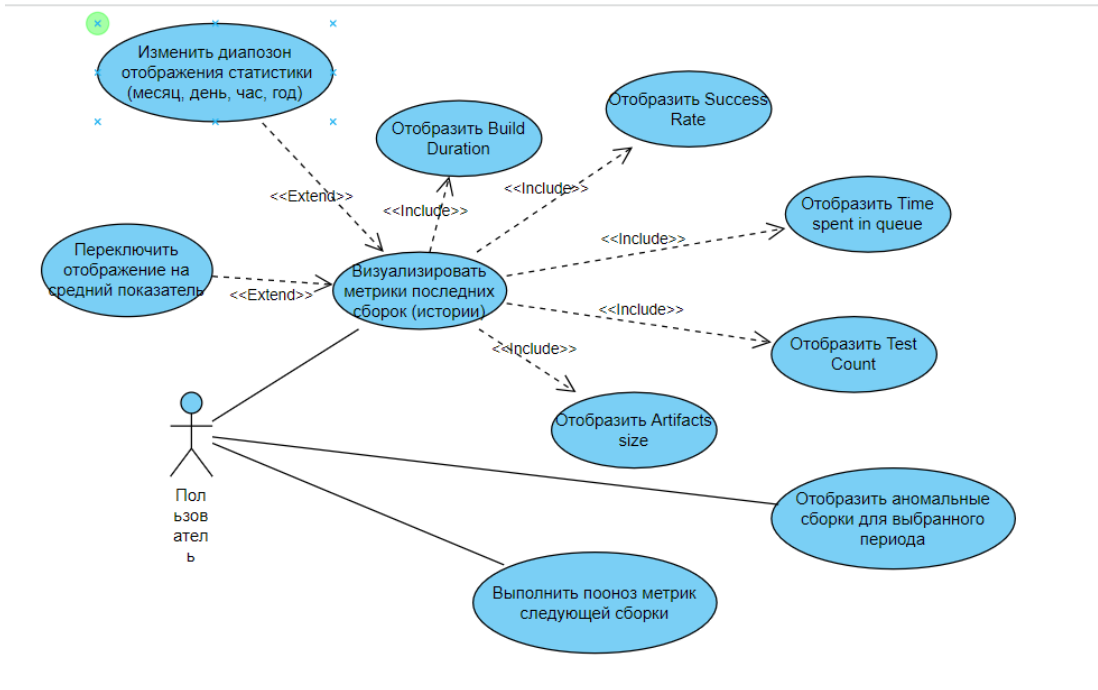 Изменить диапозон
отображения статистики
(месяц, день, час, год)
Отобразить Build
Duration
Отобразить Success
Rate
<<Extend>>
<<Include>>
<<Include>>
Отобразить Time
spent in queue
<<Include>>
Переключить
отображение на
средний показатель
<<Extend>>
Визуализировать
метрики последних
сборок (истории)
<<Include>>
Отобразить Test
Count
<<Include>>
Отобразить Artifacts
size
Пол
ьзов
ател
ь
Отобразить аномальные
сборки для выбранного
периода
Выполнить пооноз метрик
следующей сборки